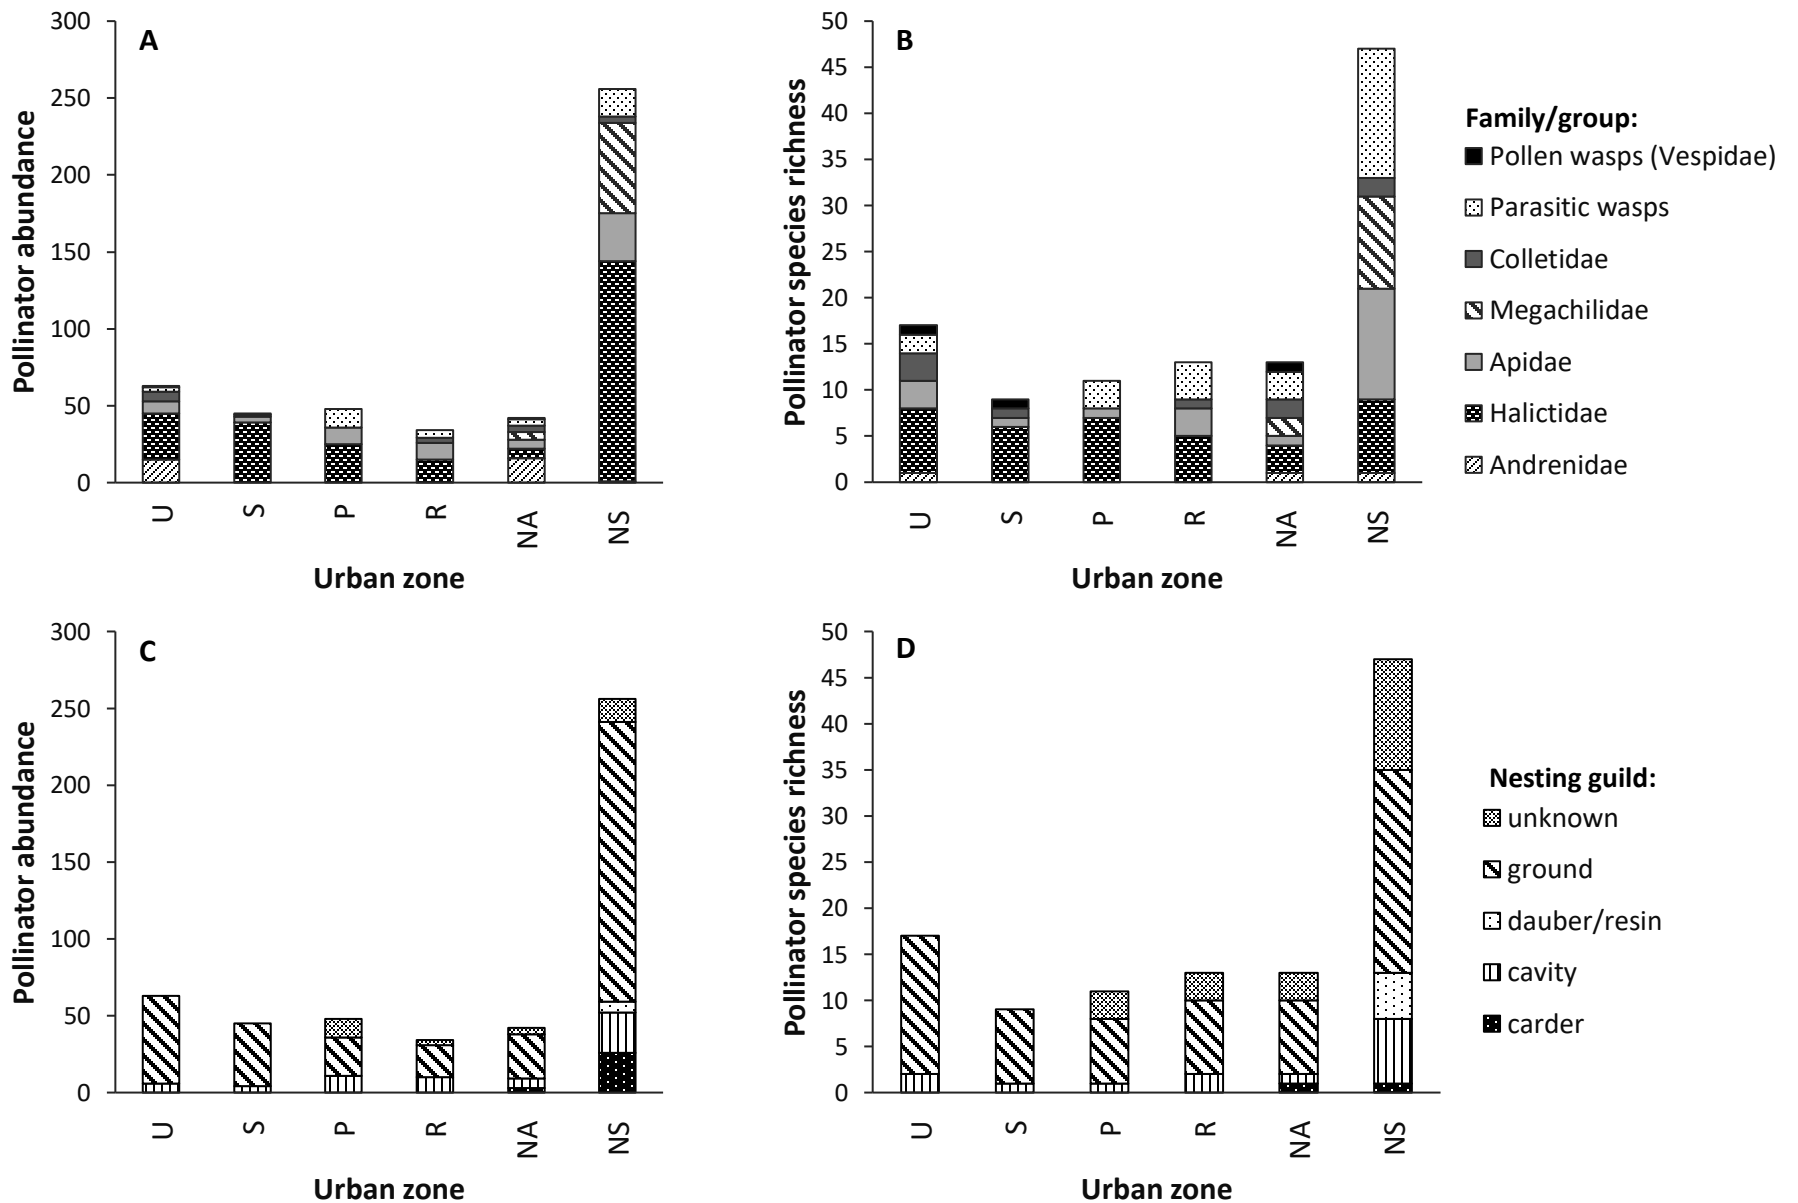 A
Pollinator abundance
300
250
200
150
100
50
0
U
S
P
R
NA
NS
Urban zone
B
Pollinator species richness
50
45
40
35
30
25
20
15
10
5
0
U
S
P
R
NA
NS
Urban zone
Family/group:
Pollen wasps (Vespidae)
Parasitic wasps
Colletidae
Megachilidae
Apidae
Halictidae
Andrenidae
C
Pollinator abundance
300
250
200
150
100
50
0
U
S
P
R
NA
NS
Urban zone
D
Pollinator species richness
50
45
40
35
30
25
20
15
10
5
0
U
S
P
R
NA
NS
Urban zone
Nesting guild:
unknown
ground
dauber/resin
cavity
carder